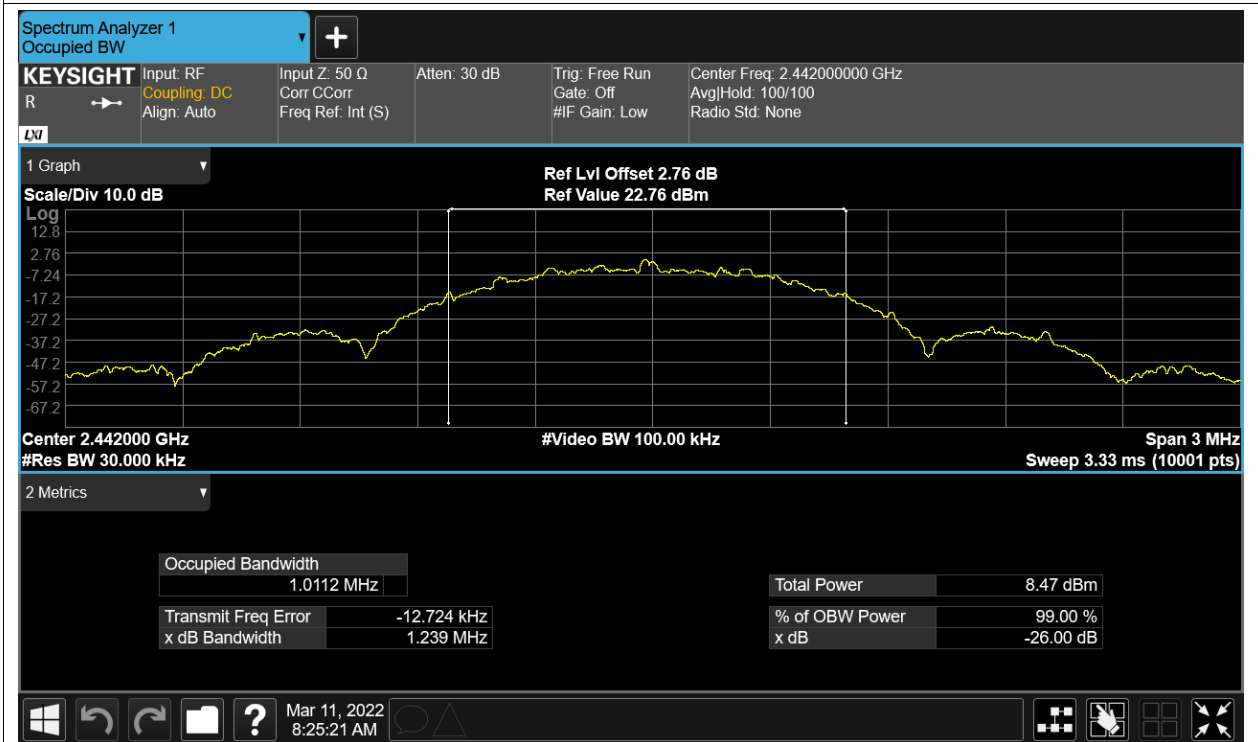 Spectrum Analyzer 1
Occupied BW
KEYSIGHT
R
LXI
Input: RF
Coupling: DC
Align: Auto
Input Z: 50 Ω
Corr CCorr
Freq Ref: Int (S)
Atten: 30 dB
Trig: Free Run
Gate: Off
#IF Gain: Low
Center Freq: 2.442000000 GHz
Avg|Hold: 100/100
Radio Std: None
1 Graph
Scale/Div 10.0 dB
Ref Lvl Offset 2.76 dB
Ref Value 22.76 dBm
Log
12.8
2.76
-7.24
-17.2
-27.2
-37.2
-47.2
-57.2
-67.2
Center 2.442000 GHz
#Video BW 100.00 kHz
Span 3 MHz
#Res BW 30.000 kHz
Sweep 3.33 ms (10001 pts)
2 Metrics
Occupied Bandwidth
1.0112 MHz
Total Power 8.47 dBm
Transmit Freq Error -12.724 kHz
% of OBW Power 99.00 %
x dB Bandwidth 1.239 MHz
x dB -26.00 dB
?
Mar 11, 2022
8:25:21 AM